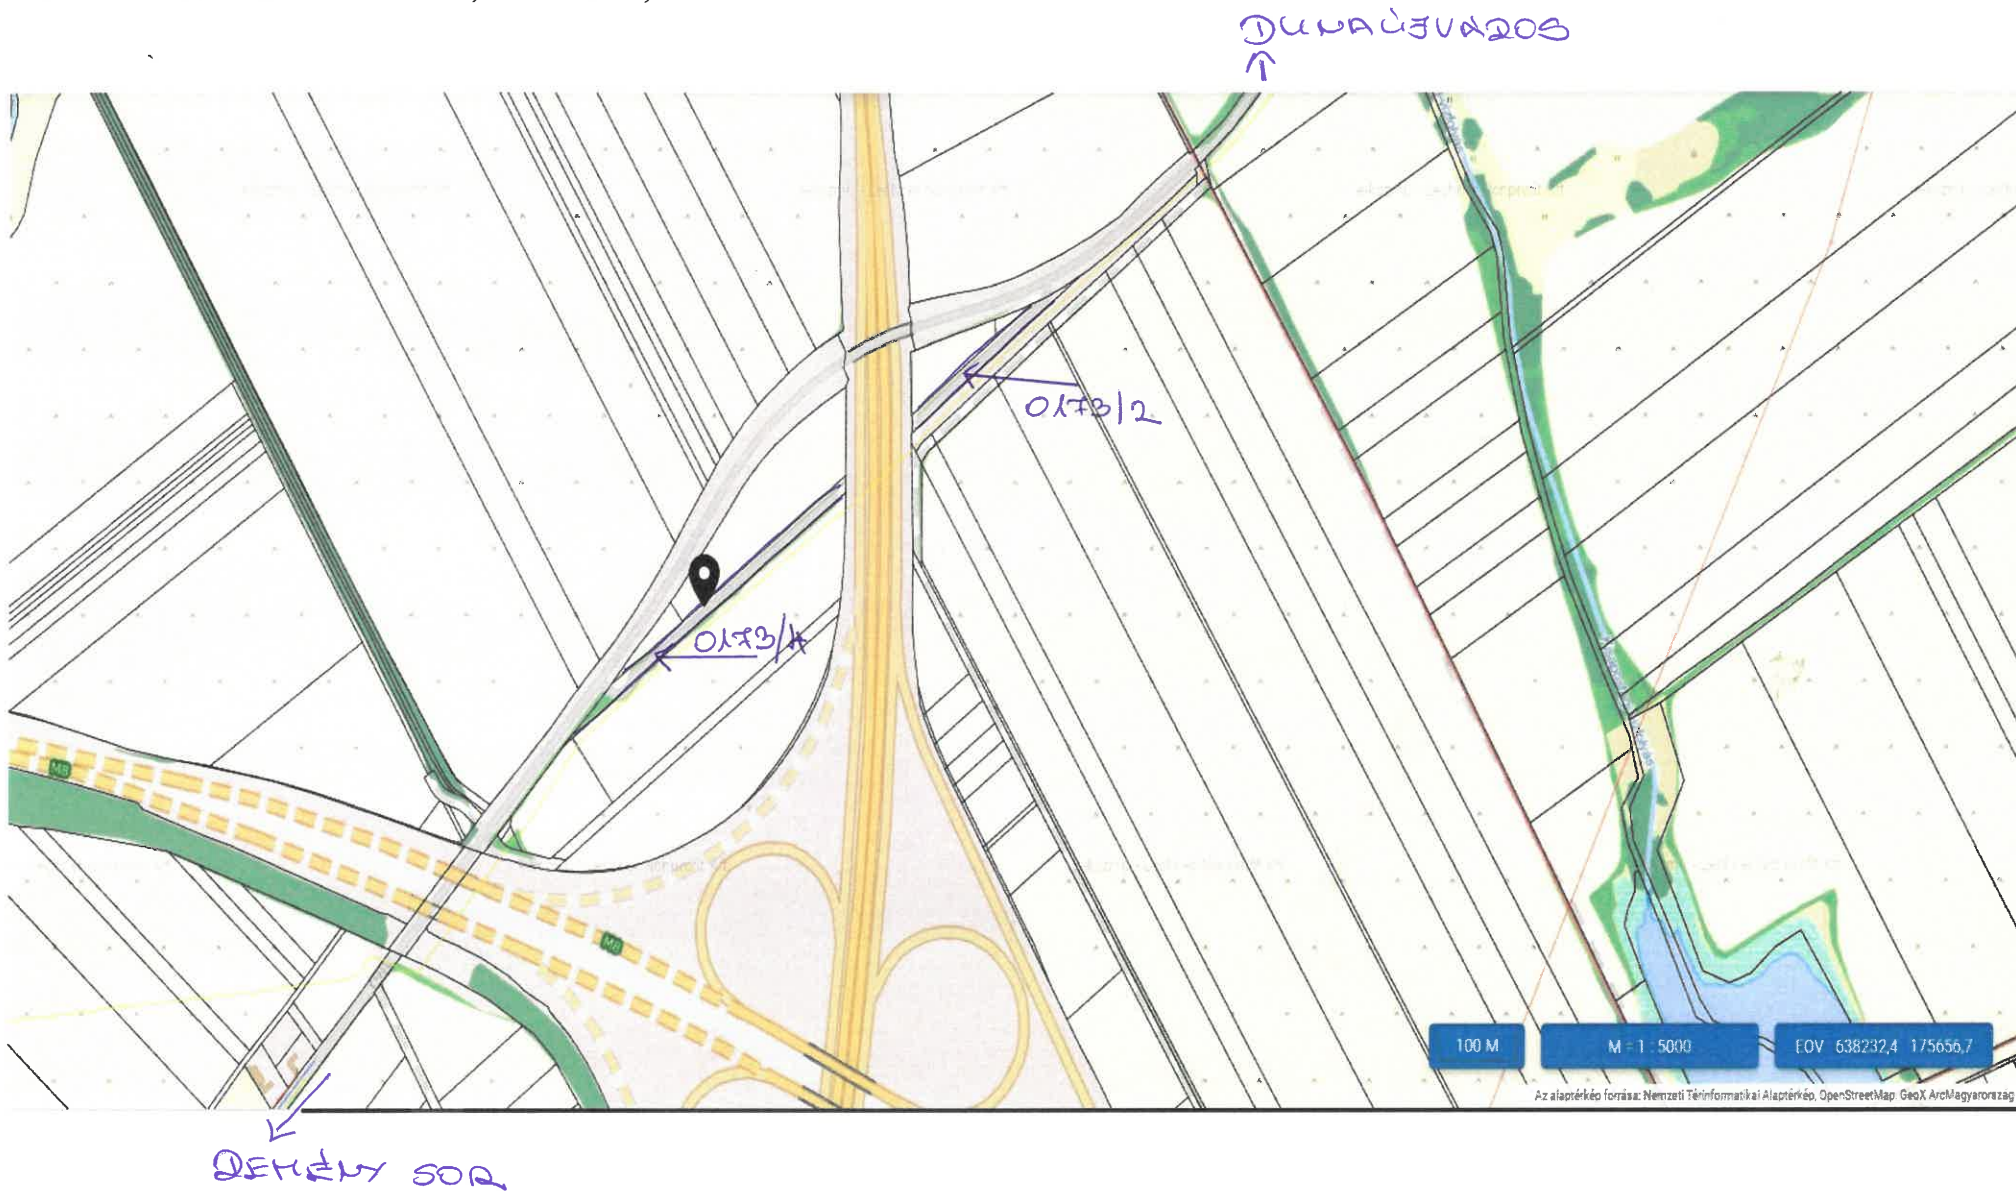 DUNAÚJVÁROS
0173/2
0173/4
M8
M8
100 M
M = 1 : 5000
EOV 638232,4 175656,7
Az alaptérkép forrása: Nemzeti Térinformatikai Alaptérkép, OpenStreetMap GeoX ArcMagyarország
REMÉNY SOR